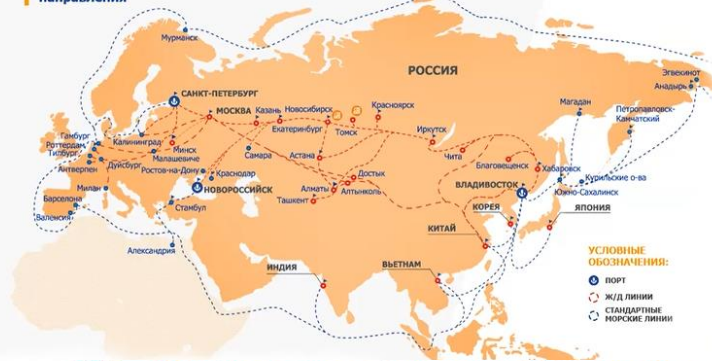 направления
Мурманск
РОССИЯ
Эгвекинот
Анадырь
САНКТ-ПЕТЕРБУРГ
МОСКВА
Казань
Новосибирск
Красноярск
Магадан
Петропавловск-
Камчатский
Гамбург
Роттердам
Тилбург
Калининград
Екатеринбург
Томск
Иркутск
Минск
Малашевиче
Самара
Астана
Чита
Антверпен
Дуйсбург
Ростов-на-Дону
Краснодар
Достых
Благовещенск
Хабаровск
Курильские о-ва
Милан
НОВОРОССИЙСК
Алматы
Алтынколь
ВЛАДИВОСТОК
Южно-Сахалинск
Барселона
Валенсия
Стамбул
Ташкент
КОРЕЯ
ЯПОНИЯ
КИТАЙ
Александрия
ИНДИЯ
ВЬЕТНАМ
УСЛОВНЫЕ
ОБОЗНАЧЕНИЯ:
ПОРТ
Ж/Д ЛИНИИ
СТАНДАРТНЫЕ
МОРСКИЕ ЛИНИИ